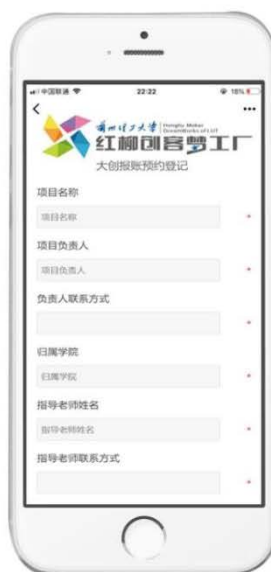 中国联通 22:22 18%
兰州理工大学 Hongliu Maker
DreamWorks of LUT
红柳创客梦工厂
大创报账预约登记
项目名称
项目名称 *
项目负责人
项目负责人 *
负责人联系方式
*
归属学院
归属学院 *
指导老师姓名
指导老师姓名 *
指导老师联系方式
*